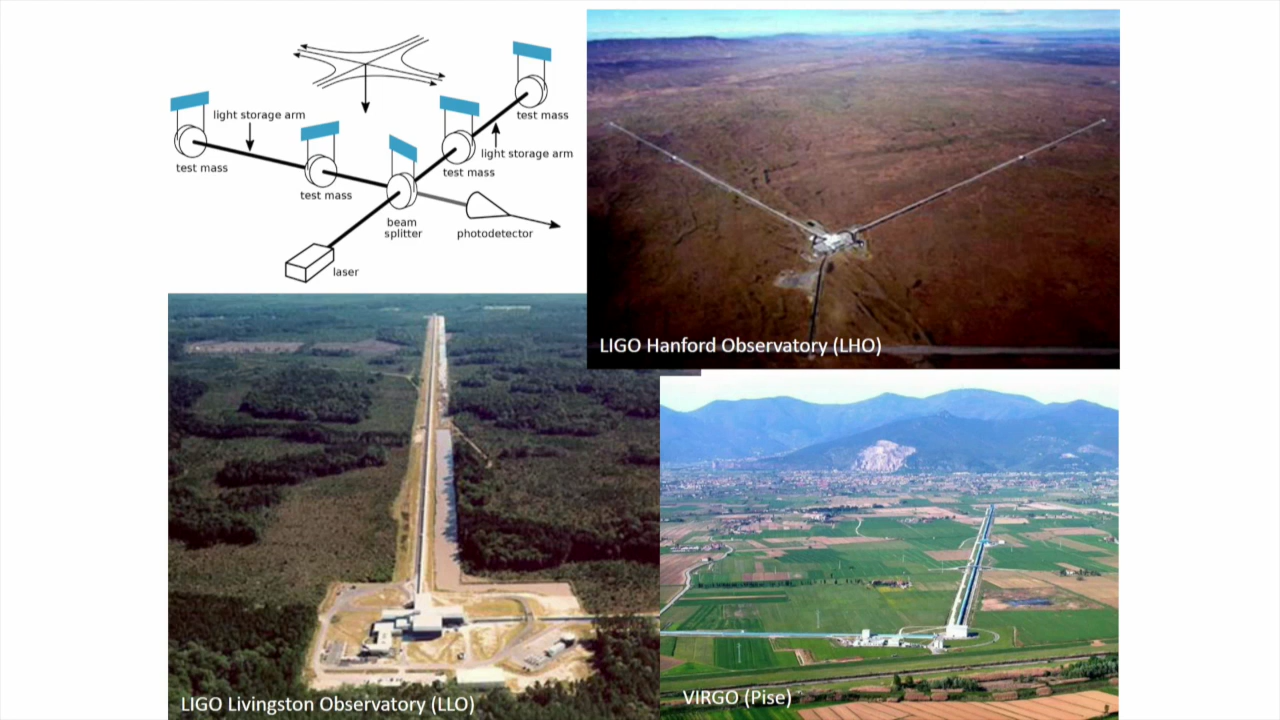 light storage arm
test mass
test mass
test mass
light storage arm
test mass
beam
splitter
photodetector
laser
LIGO Hanford Observatory (LHO)
LIGO Livingston Observatory (LLO)
VIRGO (Pise)